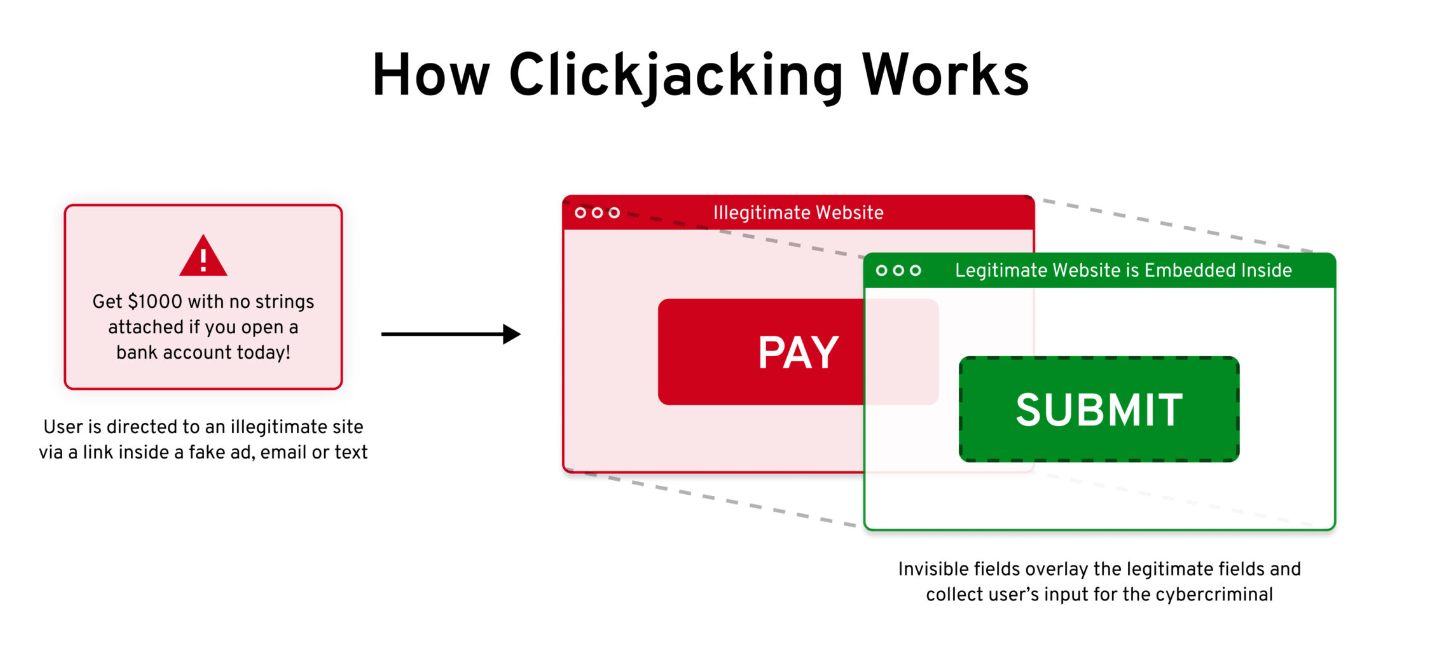 How Clickjacking Works
Get $1000 with no strings
attached if you open a
bank account today!
User is directed to an illegitimate site
via a link inside a fake ad, email or text
Illegitimate Website
PAY
Legitimate Website is Embedded Inside
SUBMIT
Invisible fields overlay the legitimate fields and
collect user’s input for the cybercriminal